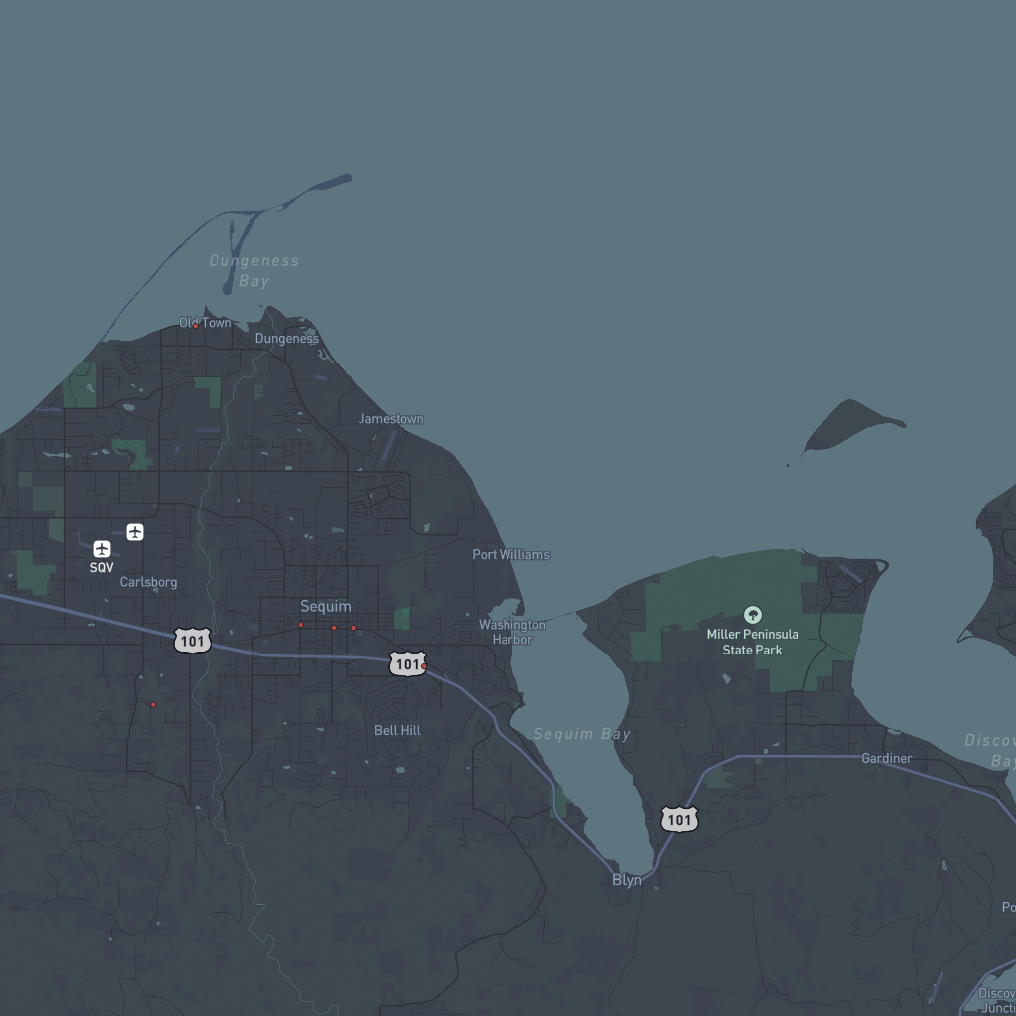 Dungeness
Bay
Old Town
Dungeness
Jamestown
SQV
Carlsborg
Port Williams
Sequim
Washington
Harbor
Miller Peninsula
State Park
101
101
Bell Hill
Sequim Bay
Discov
Bay
Gardiner
101
Blyn
Po
Discov
Juncti